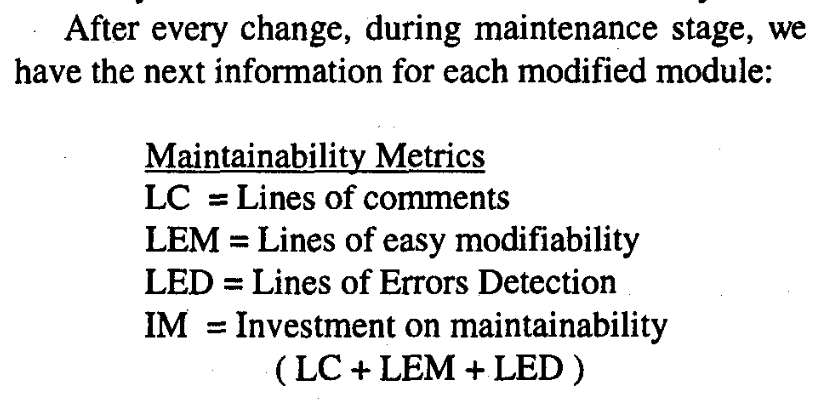 After every change, during maintenance stage, we
have the next information for each modified module:
Maintainability Metrics
LC = Lines of comments
LEM = Lines of easy modifiability
LED = Lines of Errors Detection
IM = Investment on maintainability
( LC + LEM + LED )